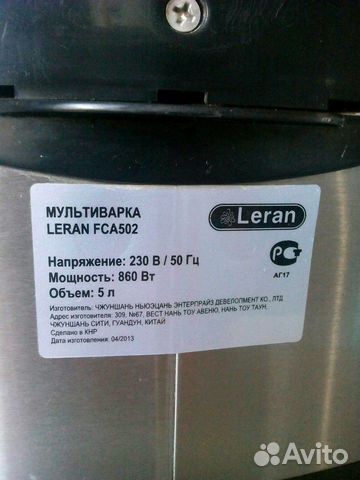 МУЛЬТИВАРКА
LERAN FCA502
Leran
Напряжение: 230 В / 50 Гц
Мощность: 860 Вт
Объем: 5 л
АГ17
Изготовитель: ЧЖУНШАНЬ НЬЮЭЦАНЬ ЭНТЕРПРАЙЗ ДЕВЕЛОПМЕНТ КО., ЛТД
Адрес изготовителя: 309, №67, ВЕСТ НАНЬ ТОУ АВЕНЮ, НАНЬ ТОУ ТАУН,
ЧЖУНШАНЬ СИТИ, ГУАНДУН, КИТАЙ
Сделано в КНР
Дата изготовления: 04/2013
Avito